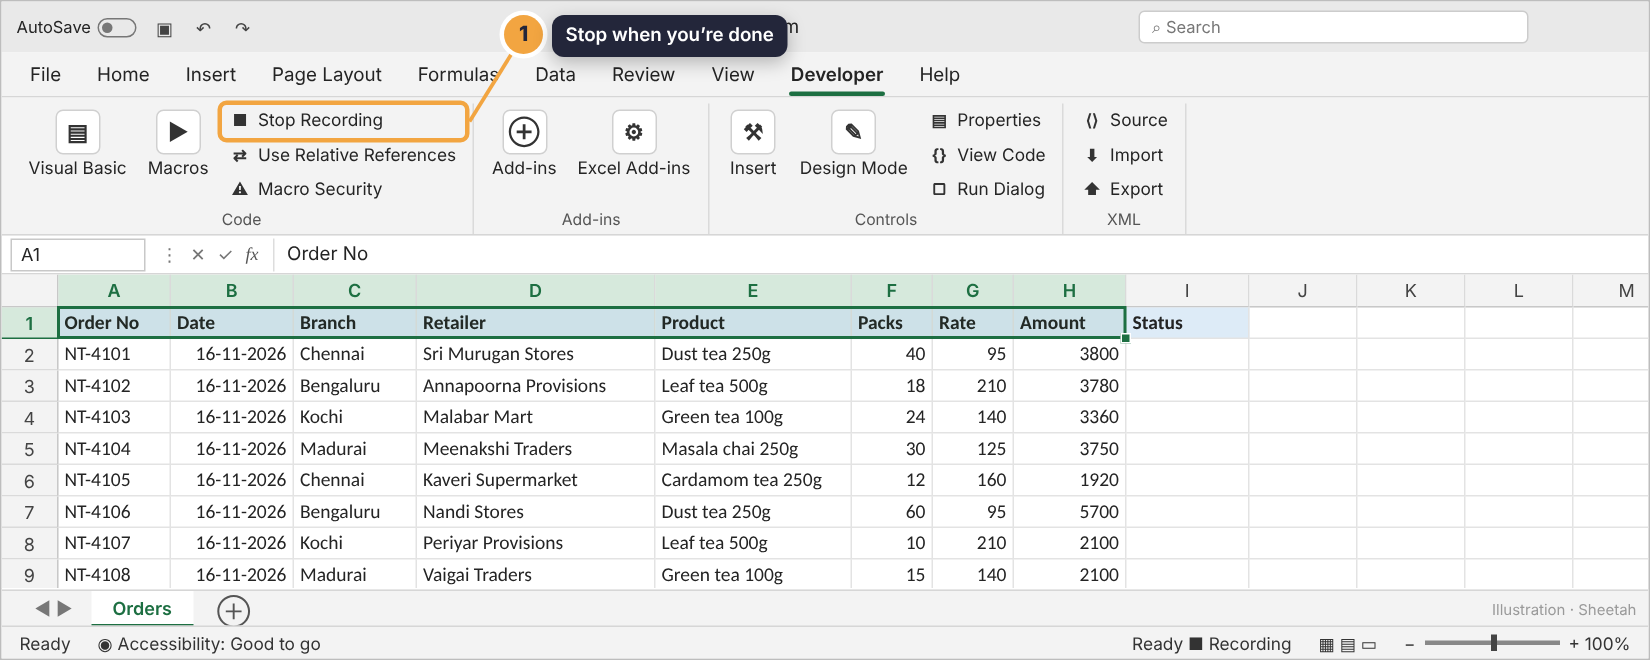 AutoSave
1 Stop when you’re done
m
Search
File Home Insert Page Layout Formulas Data Review View Developer Help
Stop Recording
Use Relative References
Macro Security
Visual Basic Macros
Code
Add-ins Excel Add-ins
Add-ins
Insert Design Mode
Properties
View Code
Run Dialog
Controls
Source
Import
Export
XML
A1 fx Order No
A B C D E F G H I J K L M
1 Order No Date Branch Retailer Product Packs Rate Amount Status
2 NT-4101 16-11-2026 Chennai Sri Murugan Stores Dust tea 250g 40 95 3800
3 NT-4102 16-11-2026 Bengaluru Annapoorna Provisions Leaf tea 500g 18 210 3780
4 NT-4103 16-11-2026 Kochi Malabar Mart Green tea 100g 24 140 3360
5 NT-4104 16-11-2026 Madurai Meenakshi Traders Masala chai 250g 30 125 3750
6 NT-4105 16-11-2026 Chennai Kaveri Supermarket Cardamom tea 250g 12 160 1920
7 NT-4106 16-11-2026 Bengaluru Nandi Stores Dust tea 250g 60 95 5700
8 NT-4107 16-11-2026 Kochi Periyar Provisions Leaf tea 500g 10 210 2100
9 NT-4108 16-11-2026 Madurai Vaigai Traders Green tea 100g 15 140 2100
Orders
Illustration · Sheetah
Ready Accessibility: Good to go Ready Recording − + 100%